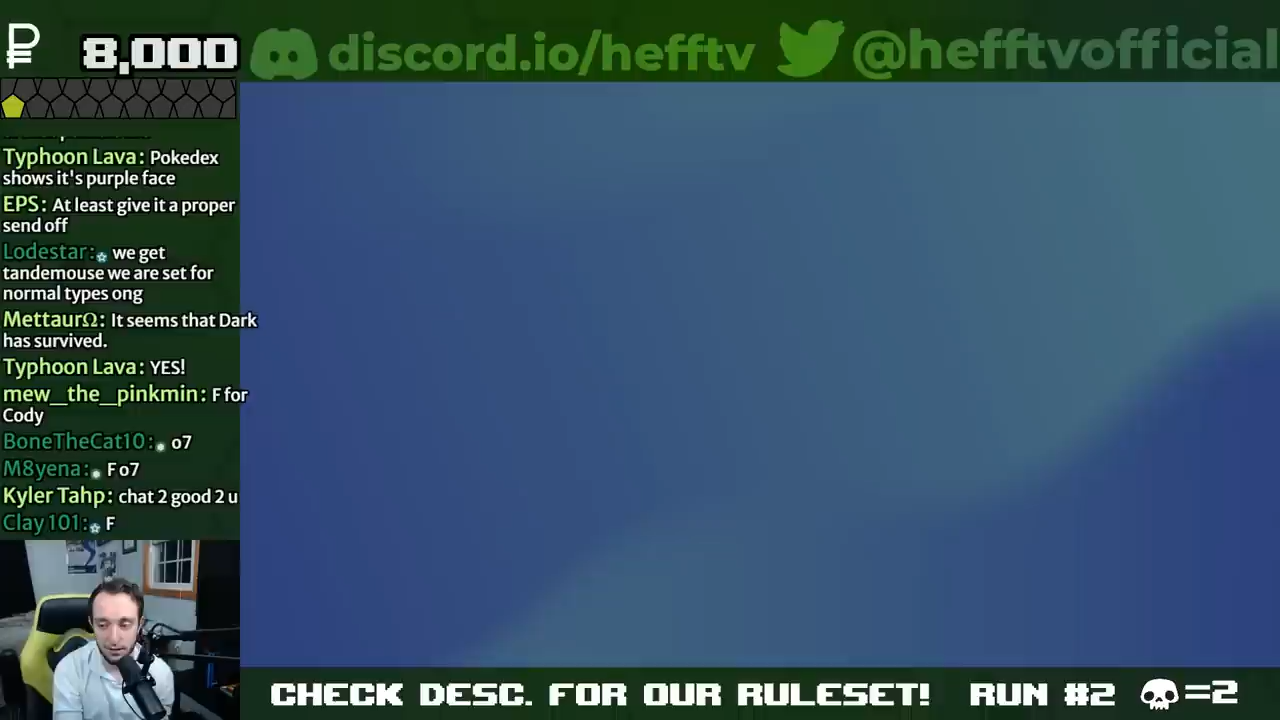 ₽ 8,000 discord.io/hefftv @hefftvofficial
Typhoon Lava: Pokedex
shows it's purple face
EPS: At least give it a proper
send off
Lodestar: we get
tandemouse we are set for
normal types ong
MettaurΩ: It seems that Dark
has survived.
Typhoon Lava: YES!
mew__the__pinkmin: F for
Cody
BoneTheCat10: o7
M8yena: F o7
Kyler Tahp: chat 2 good 2 u
Clay 101: F
CHECK DESC. FOR OUR RULESET! RUN #2 =2